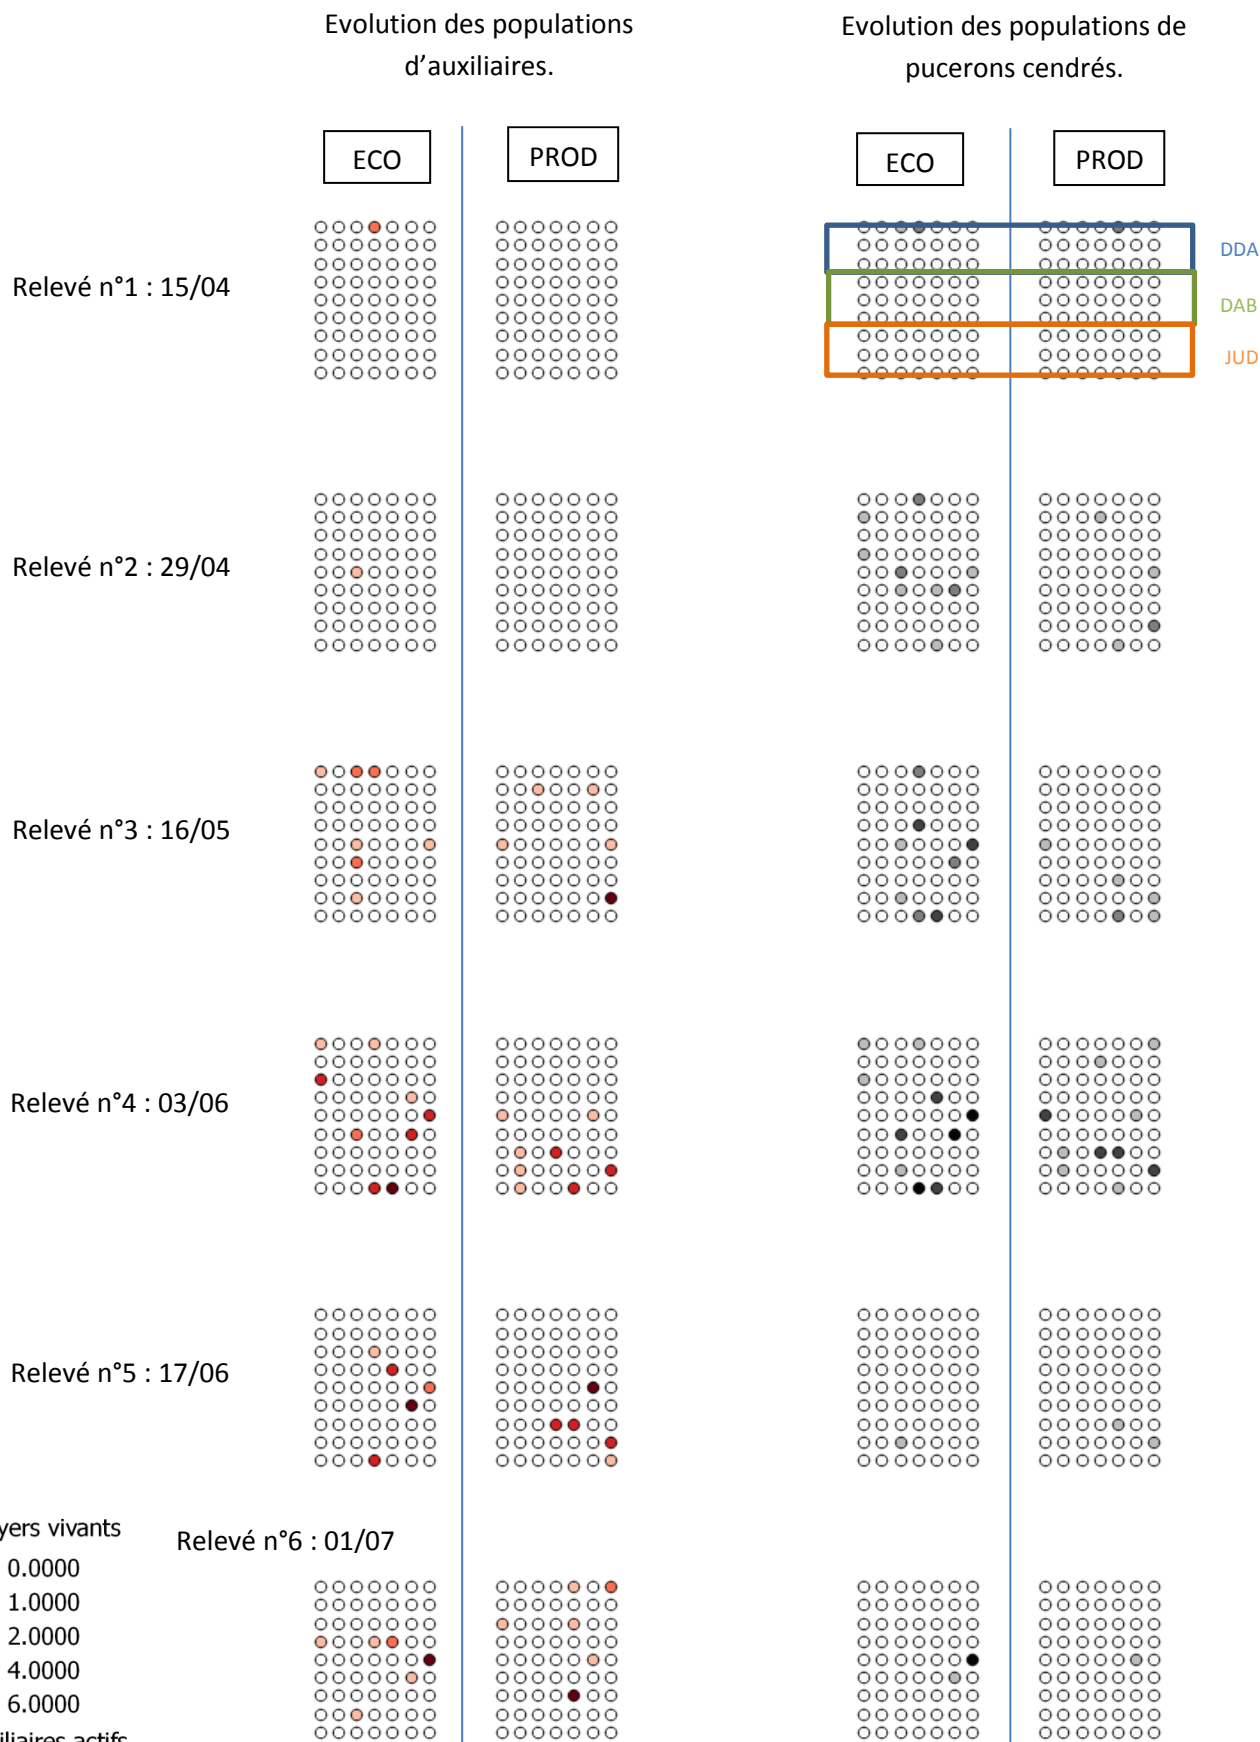 Evolution des populations
d’auxiliaires.
Evolution des populations de
pucerons cendrés.
ECO
PROD
ECO
PROD
Relevé n°1 : 15/04
DDA
DAB
JUD
Relevé n°2 : 29/04
Relevé n°3 : 16/05
Relevé n°4 : 03/06
Relevé n°5 : 17/06
Relevé n°6 : 01/07
vivants
0.0000
1.0000
2.0000
4.0000
6.0000
actifs